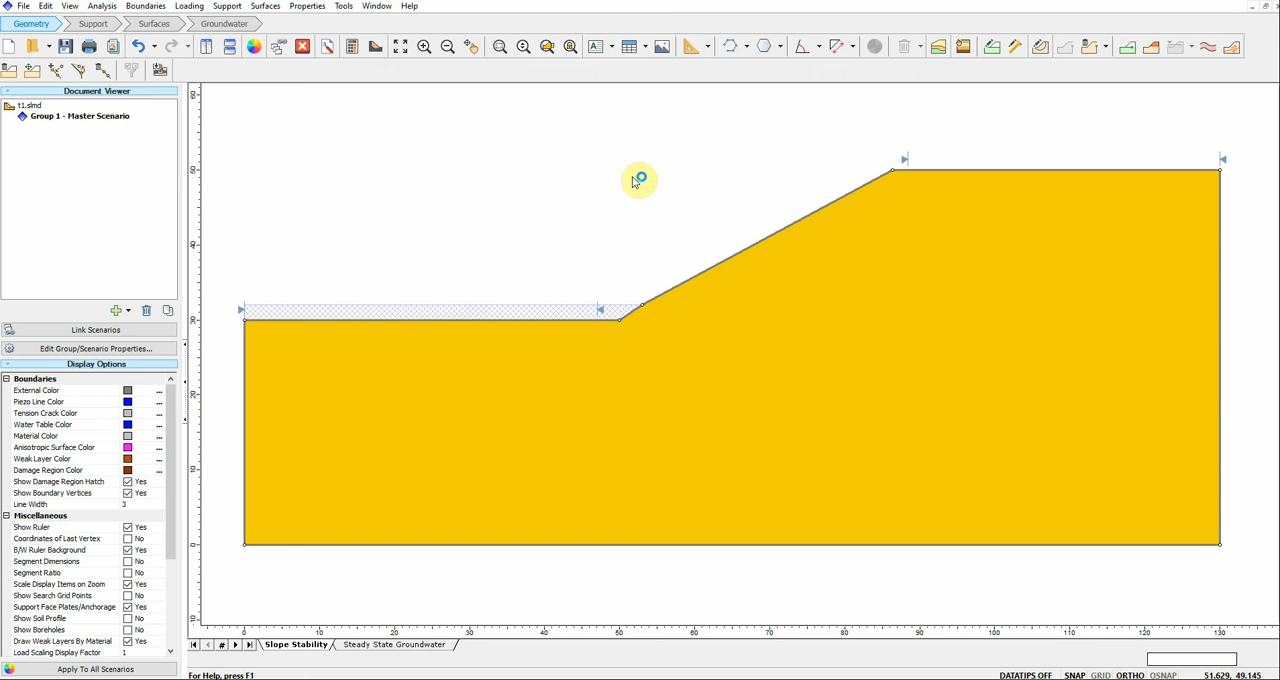 File Edit View Analysis Boundaries Loading Support Surfaces Properties Tools Window Help
Geometry Support Surfaces Groundwater
Document Viewer
t1.slmd
Group 1 - Master Scenario
Link Scenarios
Edit Group/Scenario Properties...
Display Options
Boundaries
External Color ...
Piezo Line Color ...
Tension Crack Color ...
Water Table Color ...
Material Color ...
Anisotropic Surface Color ...
Weak Layer Color ...
Damage Region Color ...
Show Damage Region Hatch Yes
Show Boundary Vertices Yes
Line Width 3
Miscellaneous
Show Ruler Yes
Coordinates of Last Vertex No
B/W Ruler Background Yes
Segment Dimensions No
Segment Ratio No
Scale Display Items on Zoom Yes
Show Search Grid Points No
Support Face Plates/Anchorage Yes
Show Soil Profile No
Show Boreholes No
Draw Weak Layers By Material Yes
Load Scaling Display Factor 1
Apply To All Scenarios
60
50
40
30
20
10
0
-10
0 10 20 30 40 50 60 70 80 90 100 110 120 130
# Slope Stability Steady State Groundwater
For Help, press F1 DATATIPS OFF SNAP GRID ORTHO OSNAP 51.629, 49.145